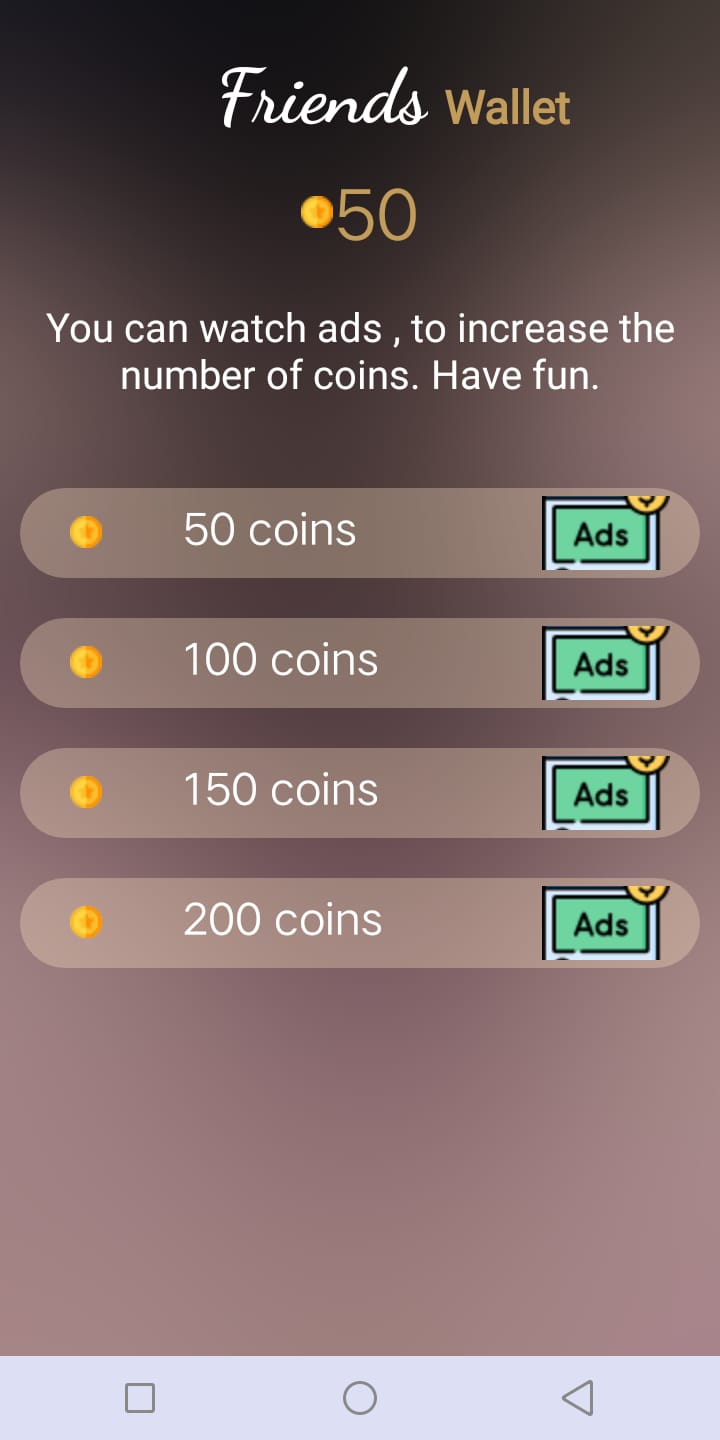 Friends Wallet
50
You can watch ads , to increase the
number of coins. Have fun.
50 coins
Ads
100 coins
Ads
150 coins
Ads
200 coins
Ads